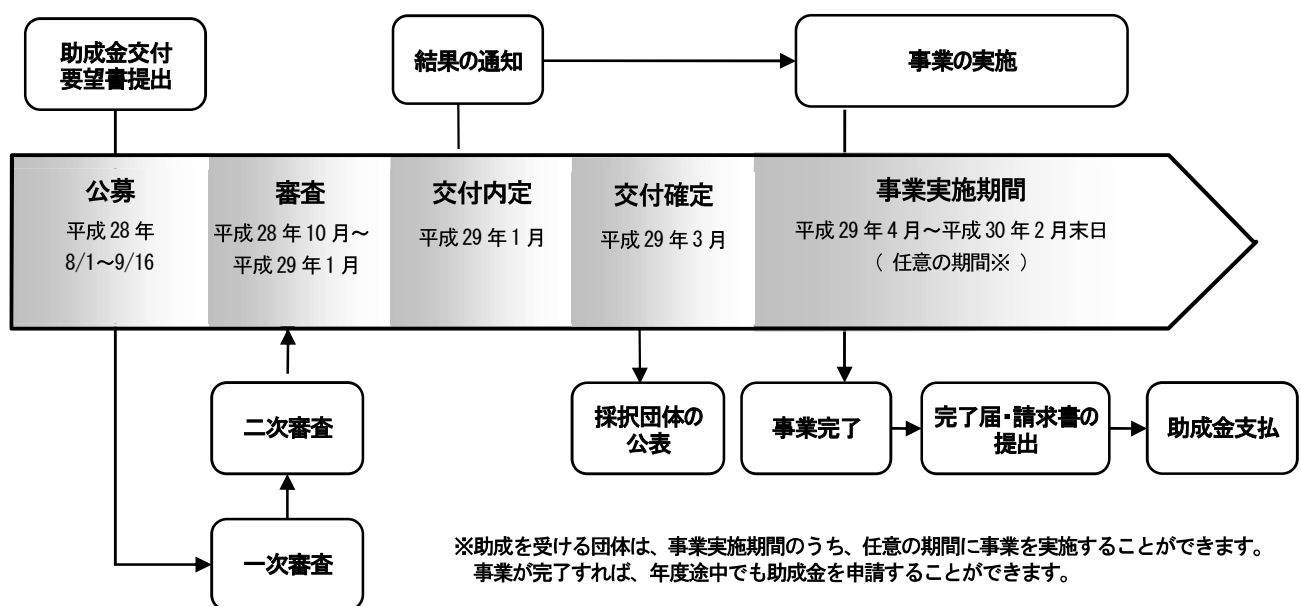 助成金交付
要望書提出
結果の通知
事業の実施
公募
平成 28 年
8/1～9/16
審査
平成 28 年 10 月～
平成 29 年 1 月
交付内定
平成 29 年 1 月
交付確定
平成 29 年 3 月
事業実施期間
平成 29 年 4 月～平成 30 年 2 月末日
（ 任意の期間※ ）
二次審査
一次審査
採択団体の
公表
事業完了
完了届・請求書の
提出
助成金支払
※助成を受ける団体は、事業実施期間のうち、任意の期間に事業を実施することができます。
事業が完了すれば、年度途中でも助成金を申請することができます。